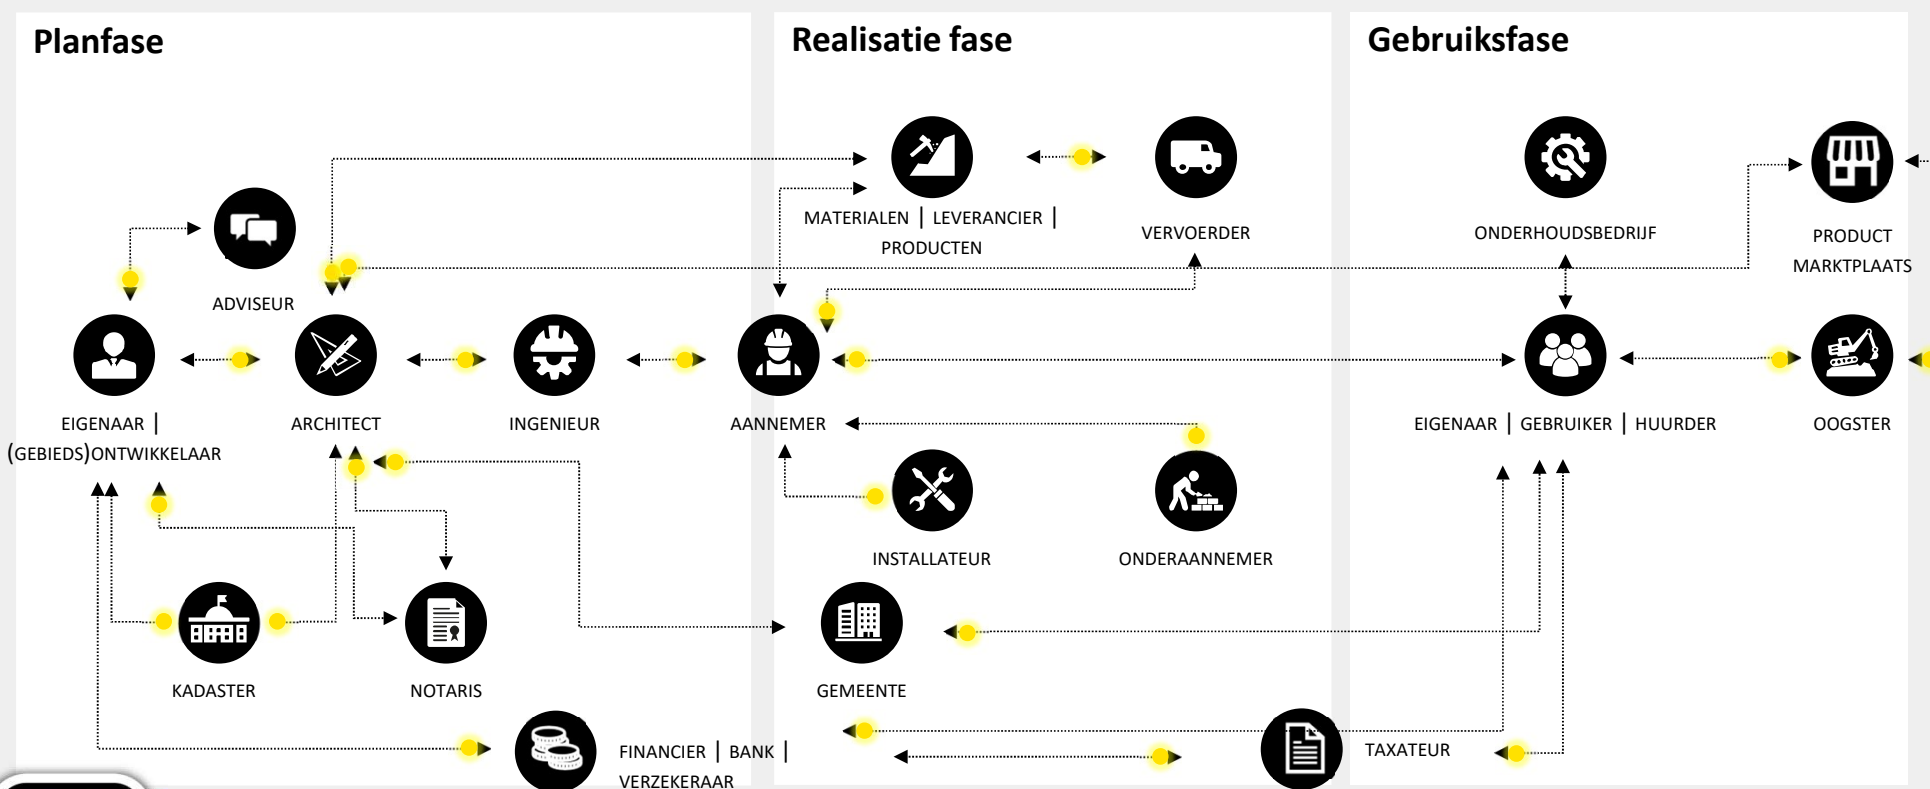 Planfase
Realisatie fase
Gebruiksfase
MATERIALEN | LEVERANCIER |
PRODUCTEN
VERVOERDER
ONDERHOUDSBEDRIJF
PRODUCT
MARKTPLAATS
ADVISEUR
EIGENAAR |
(GEBIEDS)ONTWIKKELAAR
ARCHITECT
INGENIEUR
AANNEMER
EIGENAAR | GEBRUIKER | HUURDER
OOGSTER
INSTALLATEUR
ONDERAANNEMER
KADASTER
NOTARIS
GEMEENTE
FINANCIER | BANK |
VERZEKERAAR
TAXATEUR